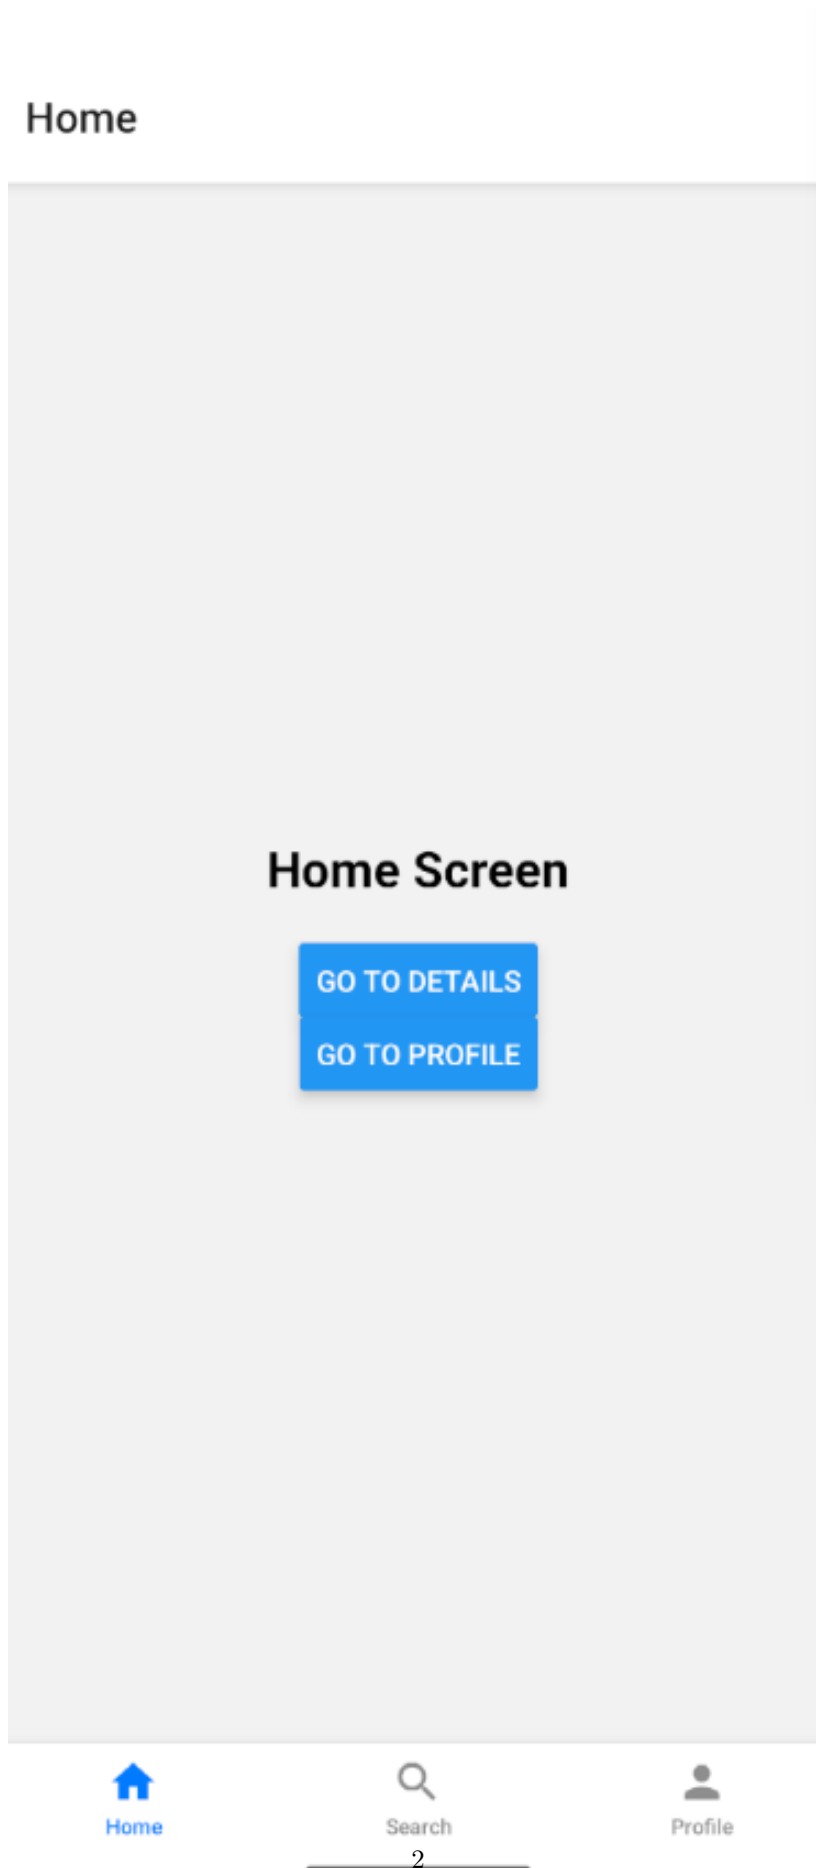 Home
Home Screen
GO TO DETAILS
GO TO PROFILE
Home
Search
Profile
2